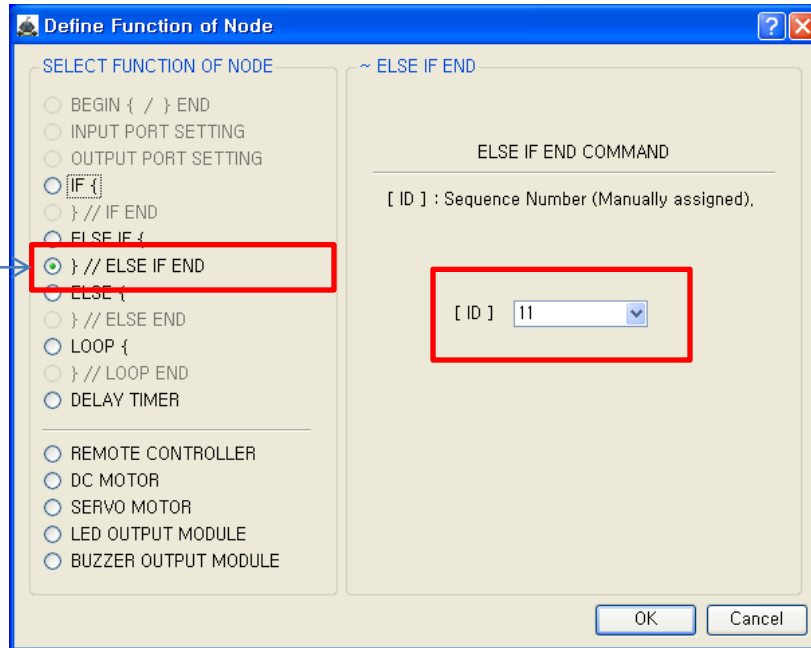 Define Function of Node
SELECT FUNCTION OF NODE
BEGIN { / } END
INPUT PORT SETTING
OUTPUT PORT SETTING
IF {
} // IF END
ELSE IF {
} // ELSE IF END
ELSE {
} // ELSE END
LOOP {
} // LOOP END
DELAY TIMER
REMOTE CONTROLLER
DC MOTOR
SERVO MOTOR
LED OUTPUT MODULE
BUZZER OUTPUT MODULE
~ ELSE IF END
ELSE IF END COMMAND
[ ID ] : Sequence Number (Manually assigned),
[ ID ] 11
OK Cancel